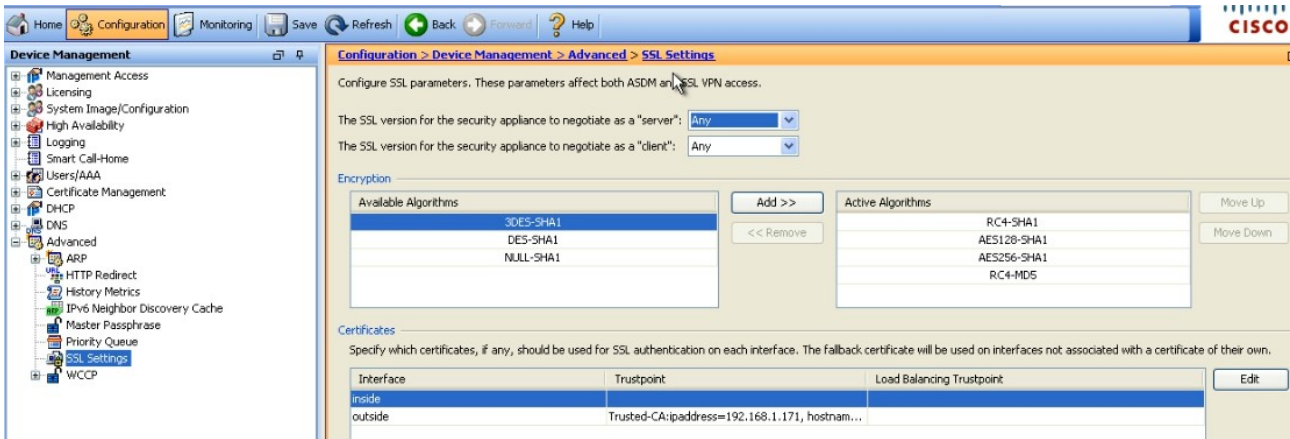 Home Configuration Monitoring Save Refresh Back Forward Help
CISCO
Device Management
Management Access
Licensing
System Image/Configuration
High Availability
Logging
Smart Call-Home
Users/AAA
Certificate Management
DHCP
DNS
Advanced
ARP
HTTP Redirect
History Metrics
IPv6 Neighbor Discovery Cache
Master Passphrase
Priority Queue
SSL Settings
WCCP
Configuration > Device Management > Advanced > SSL Settings
Configure SSL parameters. These parameters affect both ASDM and SSL VPN access.
The SSL version for the security appliance to negotiate as a "server": Any
The SSL version for the security appliance to negotiate as a "client": Any
Encryption
Available Algorithms
3DES-SHA1
DES-SHA1
NULL-SHA1
Add >>
<< Remove
Active Algorithms
RC4-SHA1
AES128-SHA1
AES256-SHA1
RC4-MD5
Move Up
Move Down
Certificates
Specify which certificates, if any, should be used for SSL authentication on each interface. The fallback certificate will be used on interfaces not associated with a certificate of their own.
Interface Trustpoint Load Balancing Trustpoint
inside
outside Trusted-CA:ipaddress=192.168.1.171, hostnam...
Edit